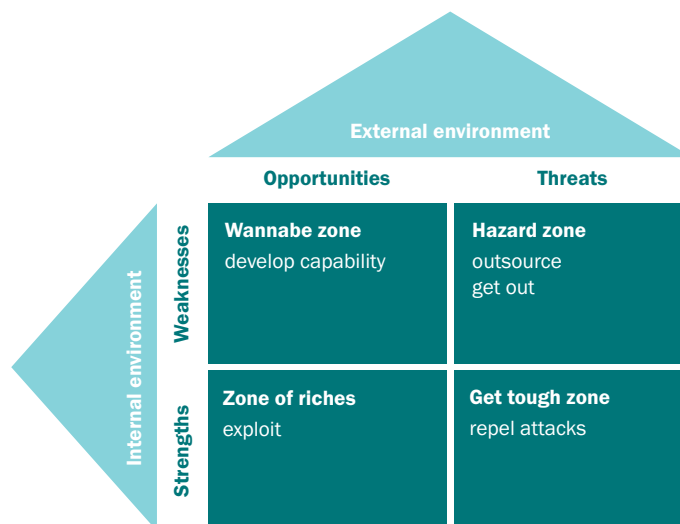 External environment
Opportunities
Threats
Internal environment
Weaknesses
Wannabe zone
develop capability
Hazard zone
outsource
get out
Strengths
Zone of riches
exploit
Get tough zone
repel attacks